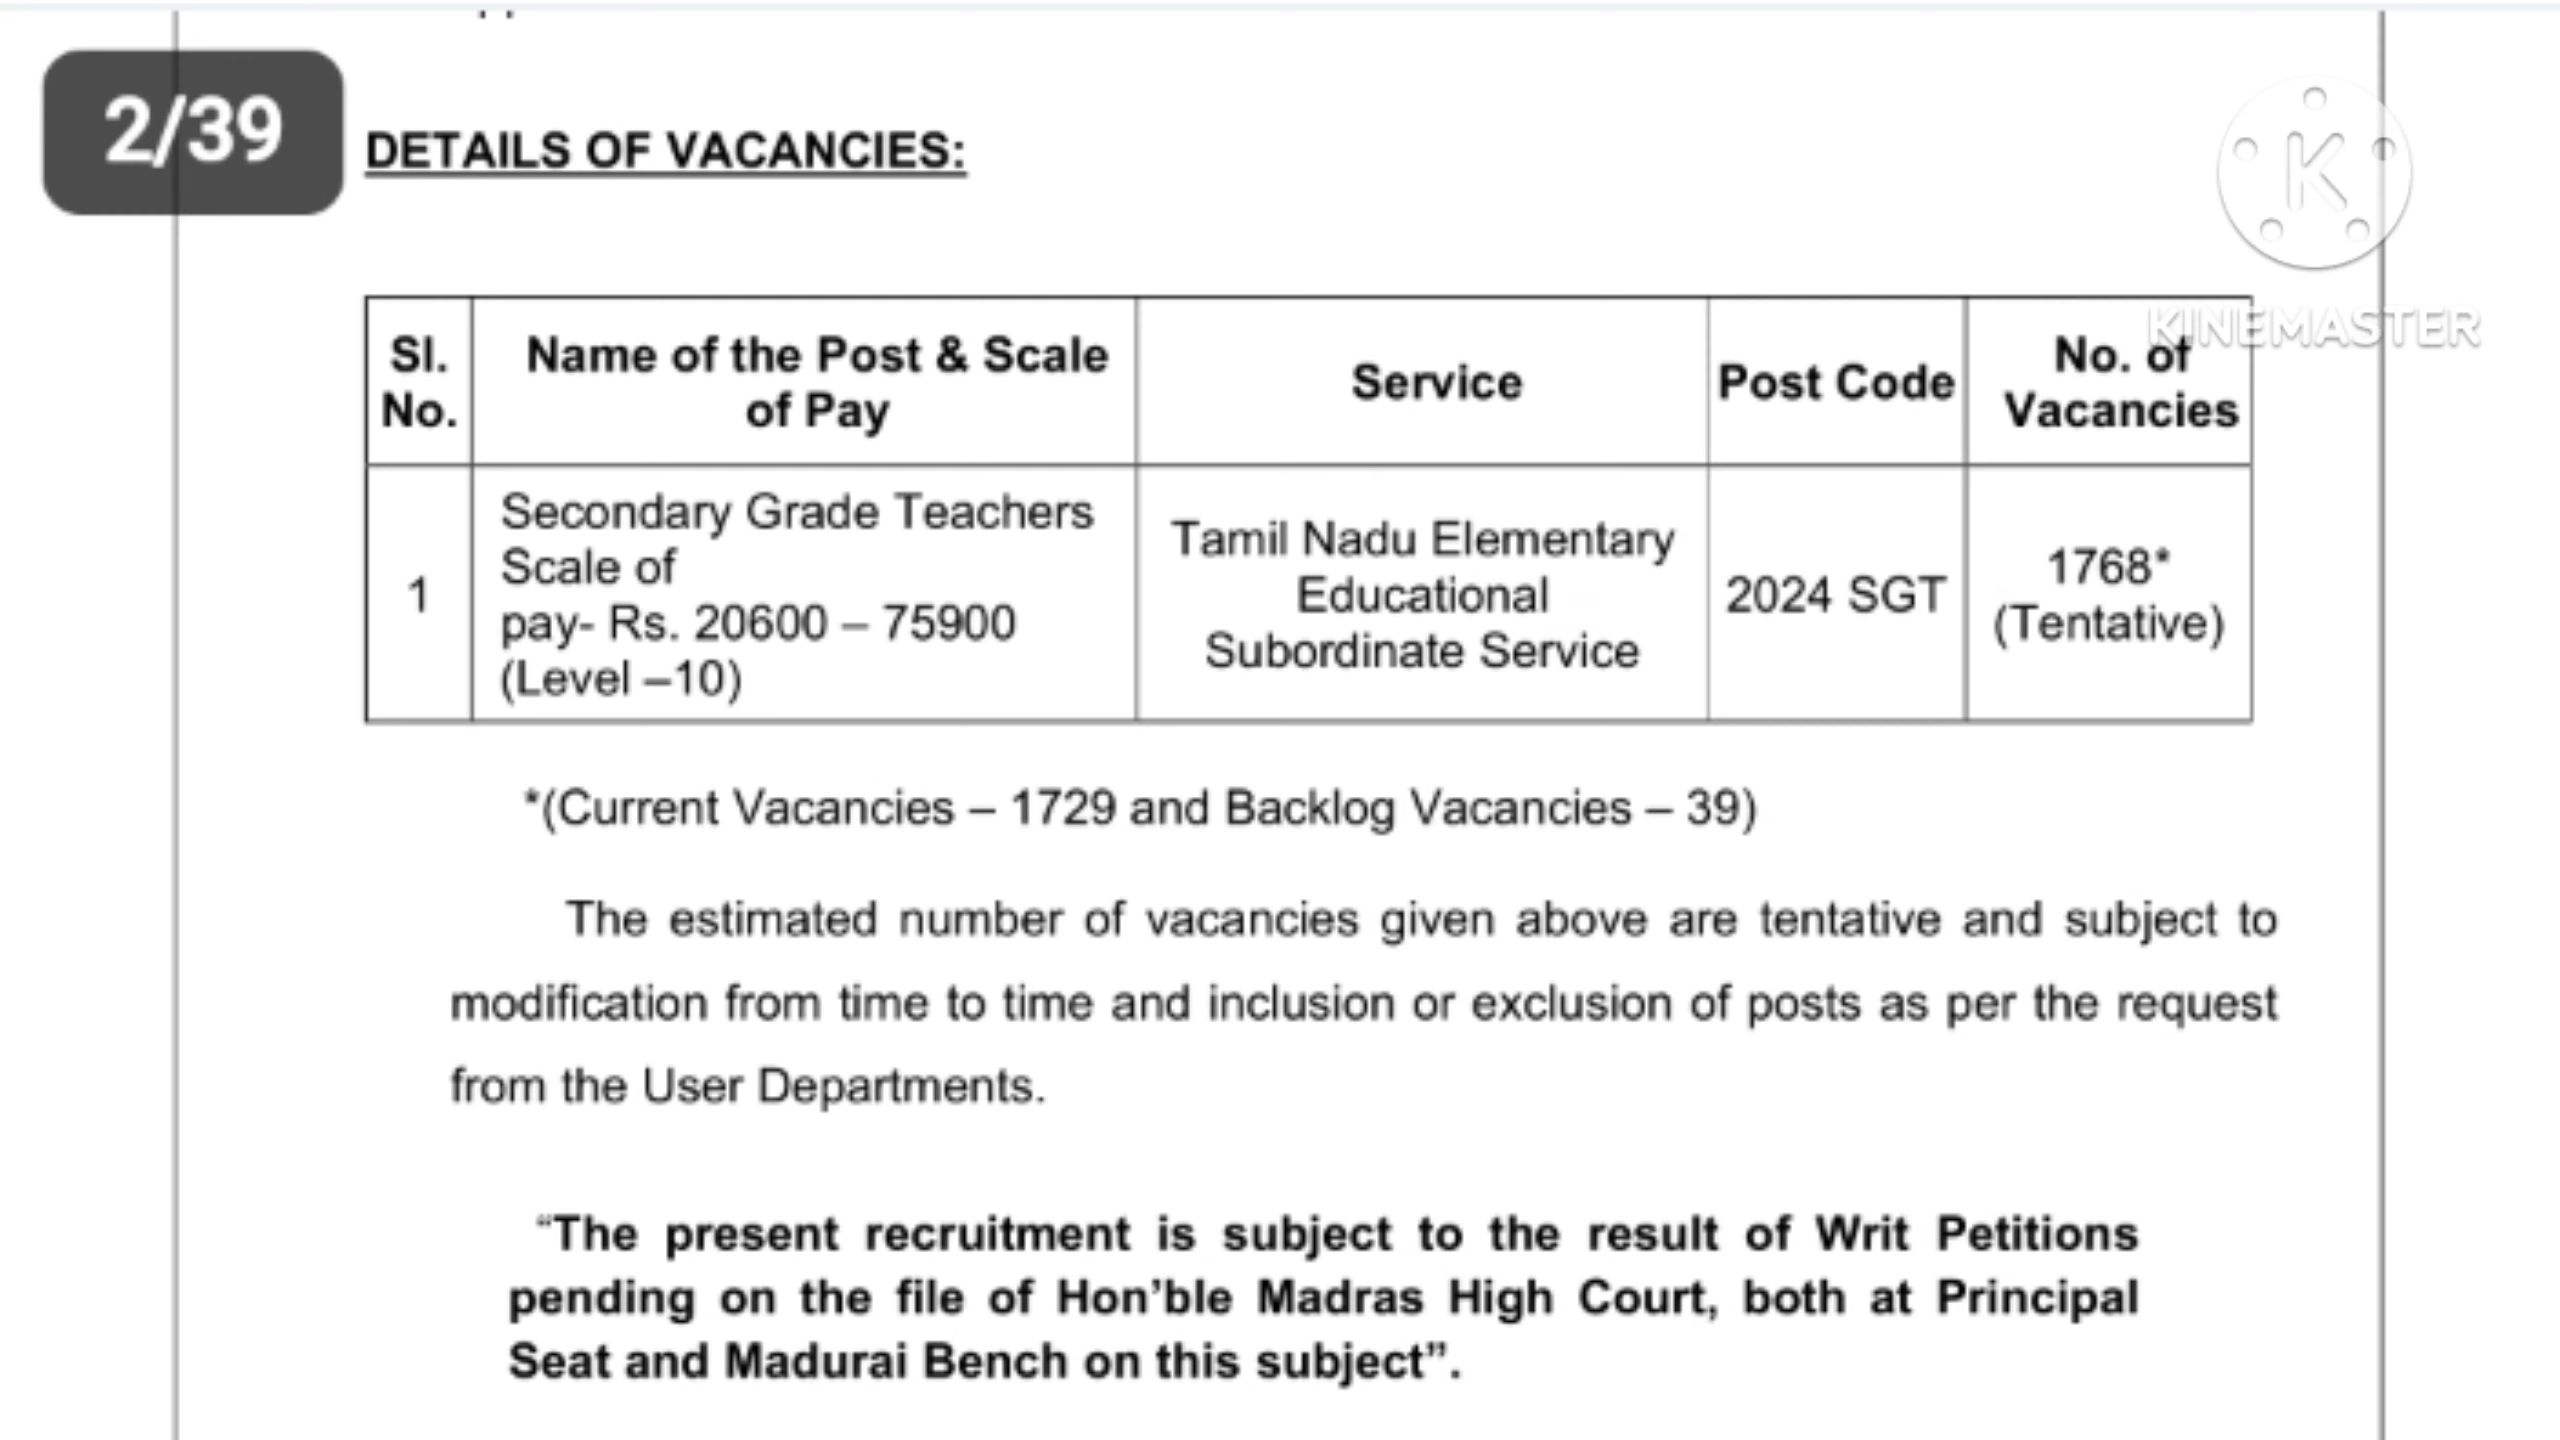 2/39
DETAILS OF VACANCIES:
KINEMASTER
Sl. No.
Name of the Post & Scale of Pay
Service
Post Code
No. of Vacancies
1
Secondary Grade Teachers
Scale of
pay- Rs. 20600 – 75900
(Level –10)
Tamil Nadu Elementary
Educational
Subordinate Service
2024 SGT
1768*
(Tentative)
*(Current Vacancies – 1729 and Backlog Vacancies – 39)
The estimated number of vacancies given above are tentative and subject to
modification from time to time and inclusion or exclusion of posts as per the request
from the User Departments.
“The present recruitment is subject to the result of Writ Petitions
pending on the file of Hon’ble Madras High Court, both at Principal
Seat and Madurai Bench on this subject”.